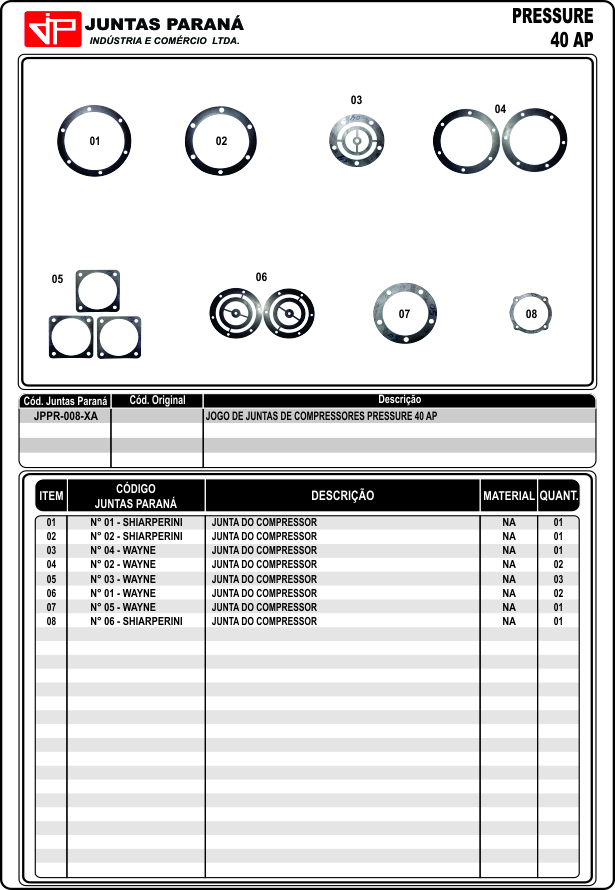 JP JUNTAS PARANÁ
INDÚSTRIA E COMÉRCIO LTDA.
PRESSURE
40 AP
03
04
01
02
05
06
07
08
Cód. Juntas Paraná Cód. Original Descrição
JPPR-008-XA JOGO DE JUNTAS DE COMPRESSORES PRESSURE 40 AP
ITEM CÓDIGO JUNTAS PARANÁ DESCRIÇÃO MATERIAL QUANT.
01 N° 01 - SHIARPERINI JUNTA DO COMPRESSOR NA 01
02 N° 02 - SHIARPERINI JUNTA DO COMPRESSOR NA 01
03 N° 04 - WAYNE JUNTA DO COMPRESSOR NA 01
04 N° 02 - WAYNE JUNTA DO COMPRESSOR NA 02
05 N° 03 - WAYNE JUNTA DO COMPRESSOR NA 03
06 N° 01 - WAYNE JUNTA DO COMPRESSOR NA 02
07 N° 05 - WAYNE JUNTA DO COMPRESSOR NA 01
08 N° 06 - SHIARPERINI JUNTA DO COMPRESSOR NA 01